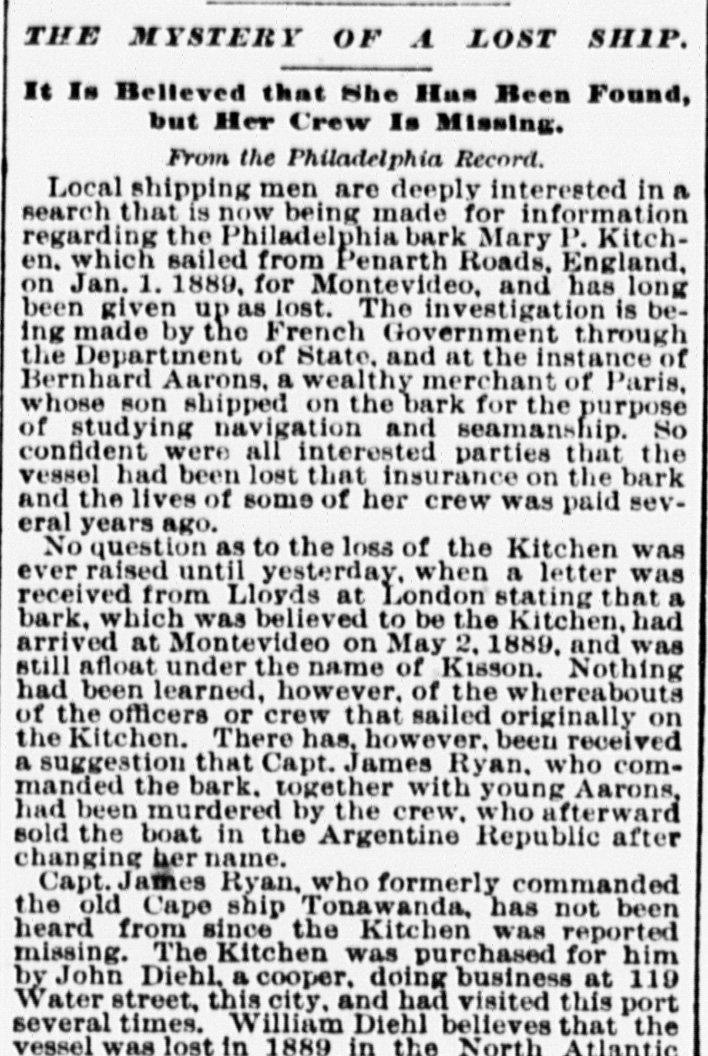 THE MYSTERY OF A LOST SHIP.
It Is Believed that She Has Been Found,
but Her Crew Is Missing.
From the Philadelphia Record.
Local shipping men are deeply interested in a
search that is now being made for information
regarding the Philadelphia bark Mary P. Kitch-
en, which sailed from Penarth Roads, England,
on Jan. 1. 1889, for Montevideo, and has long
been given up as lost. The investigation is be-
ing made by the French Government through
the Department of State, and at the instance of
Bernhard Aarons, a wealthy merchant of Paris,
whose son shipped on the bark for the purpose
of studying navigation and seamanship. So
confident were all interested parties that the
vessel had been lost that insurance on the bark
and the lives of some of her crew was paid sev-
eral years ago.
No question as to the loss of the Kitchen was
ever raised until yesterday, when a letter was
received from Lloyds at London stating that a
bark, which was believed to be the Kitchen, had
arrived at Montevideo on May 2, 1889, and was
still afloat under the name of Kisson. Nothing
had been learned, however, of the whereabouts
of the officers or crew that sailed originally on
the Kitchen. There has, however, been received
a suggestion that Capt. James Ryan, who com-
manded the bark, together with young Aarons,
had been murdered by the crew, who afterward
sold the boat in the Argentine Republic after
changing her name.
Capt. James Ryan, who formerly commanded
the old Cape ship Tonawanda, has not been
heard from since the Kitchen was reported
missing. The Kitchen was purchased for him
by John Diehl, a cooper, doing business at 119
Water street, this city, and had visited this port
several times. William Diehl believes that the
vessel was lost in 1889 in the North Atlantic